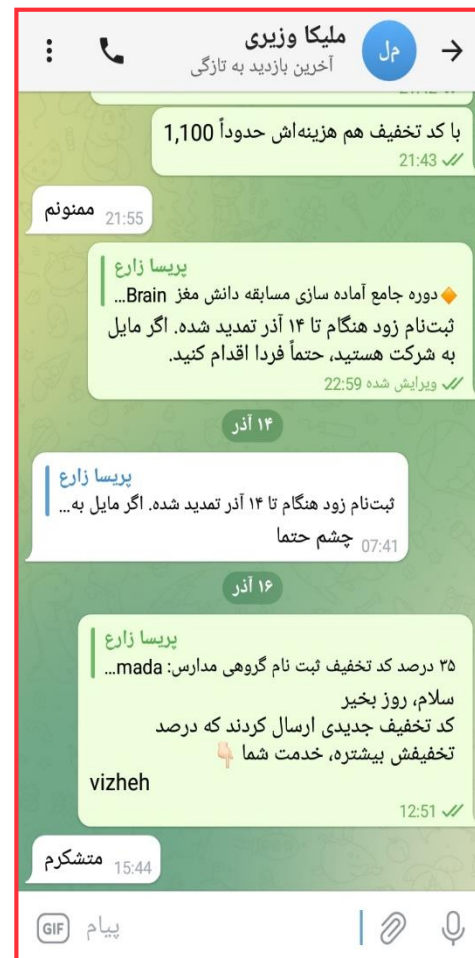 ملیکا وزیری
آخرین بازدید به تازگی
مل
با کد تخفیف هم هزینه‌اش حدوداً 1,100
21:43
ممنونم
21:55
پریسا زارع
🔶دوره جامع آماده سازی مسابقه دانش مغز Brain...
ثبت‌نام زود هنگام تا ۱۴ آذر تمدید شده. اگر مایل
به شرکت هستید، حتماً فردا اقدام کنید.
ویرایش شده 22:59
۱۴ آذر
پریسا زارع
ثبت‌نام زود هنگام تا ۱۴ آذر تمدید شده. اگر مایل به...
چشم حتما
07:41
۱۶ آذر
پریسا زارع
۳۵ درصد کد تخفیف ثبت نام گروهی مدارس: mada...
سلام، روز بخیر
کد تخفیف جدیدی ارسال کردند که درصد
تخفیفش بیشتره، خدمت شما 👇🏻
vizheh
12:51
متشکرم
15:44
پیام
GIF